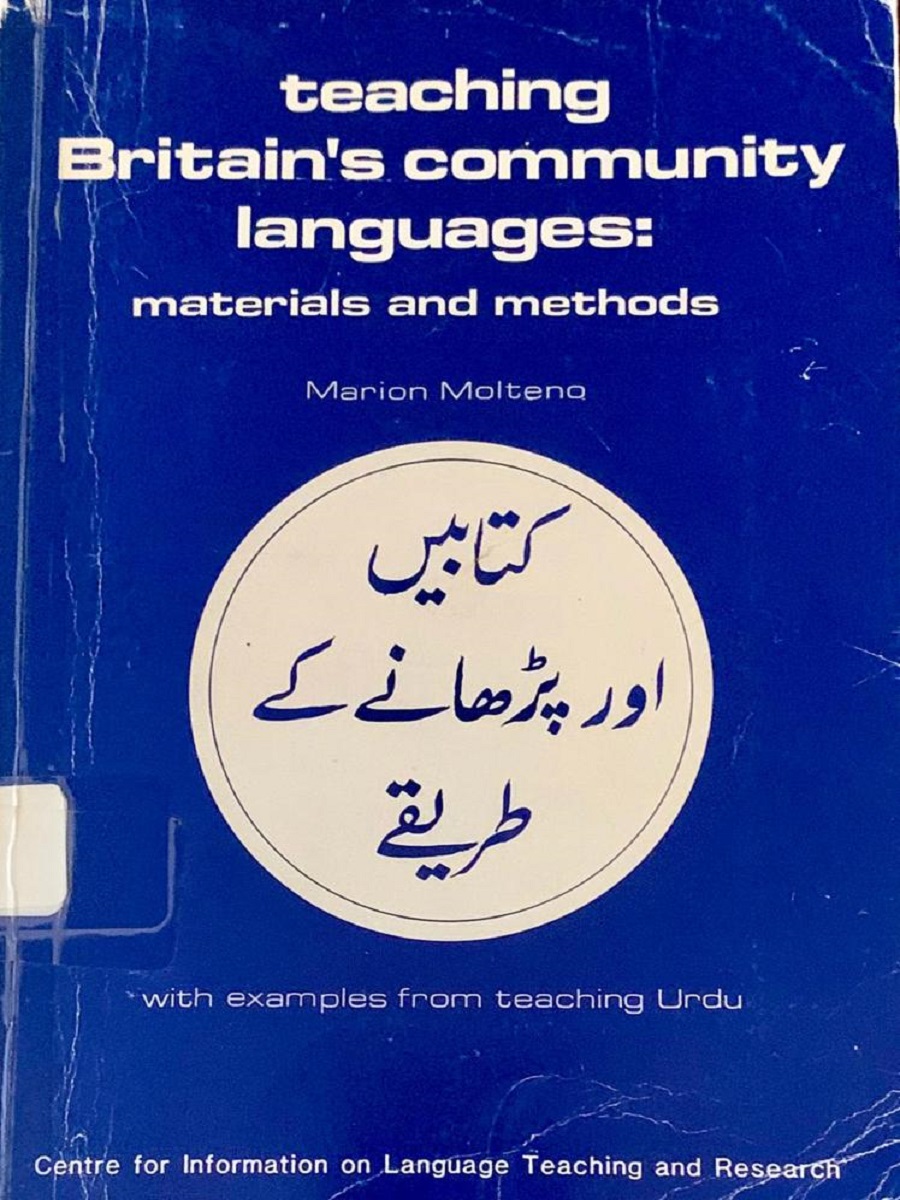 teaching
Britain's community
languages:
materials and methods
Marion Molteno
کتابیں
اور پڑھانے کے
طریقے
with examples from teaching Urdu
Centre for Information on Language Teaching and Research